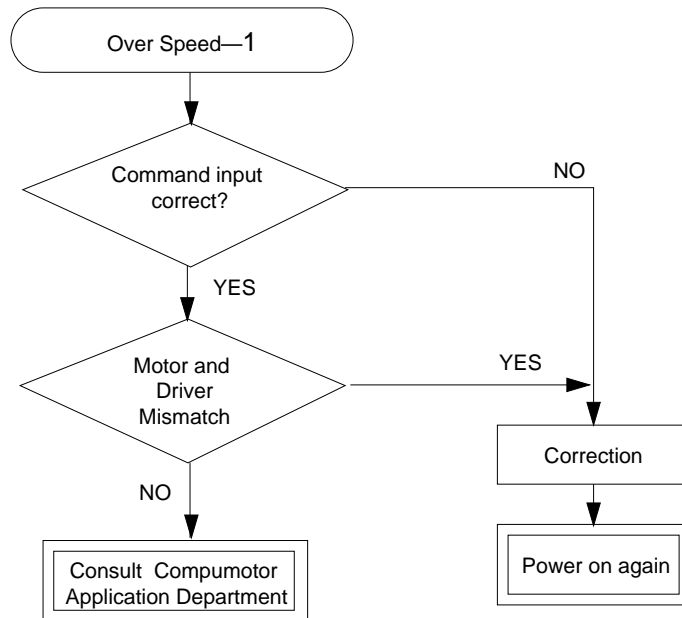 Over Speed—1
Command input
correct?
NO
YES
Motor and
Driver
Mismatch
YES
Correction
NO
Consult Compumotor
Application Department
Power on again